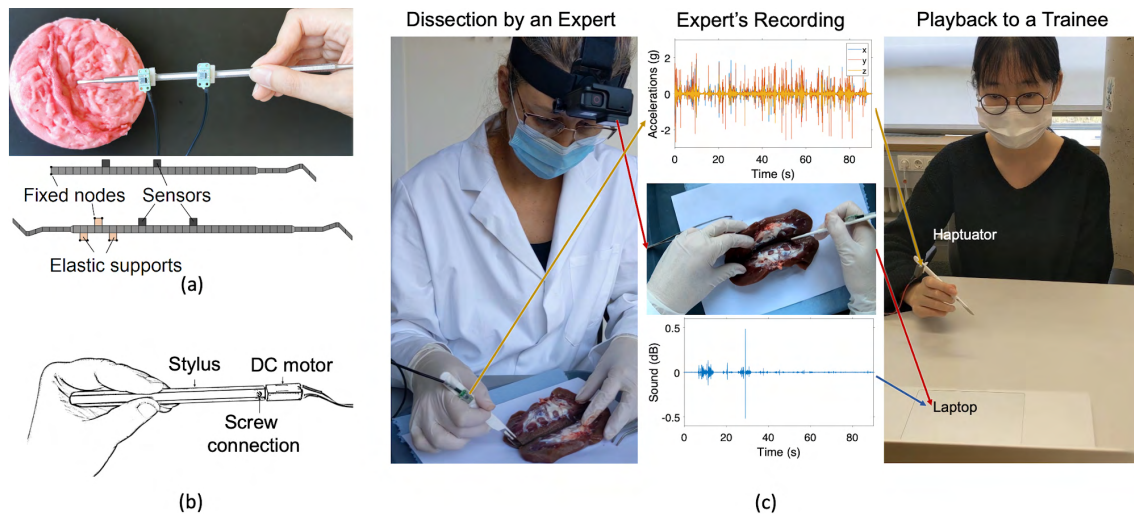 Fixed nodes
Sensors
Elastic supports
(a)
Stylus
DC motor
Screw
connection
(b)
Dissection by an Expert
Expert's Recording
Playback to a Trainee
Accelerations (g)
2
0
-2
x
y
z
0 20 40 60 80
Time (s)
Sound (dB)
0.5
0
-0.5
0 20 40 60 80
Time (s)
Haptuator
Laptop
(c)